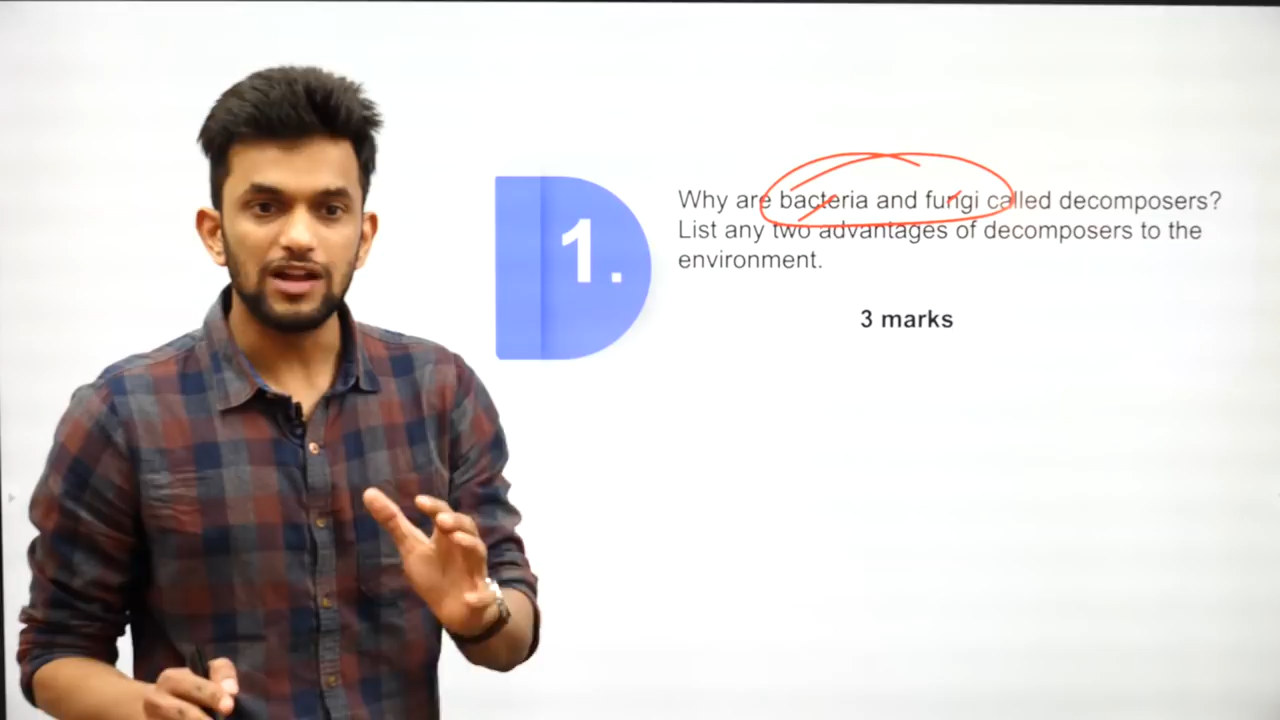 1.
Why are bacteria and fungi called decomposers?
List any two advantages of decomposers to the
environment.
3 marks